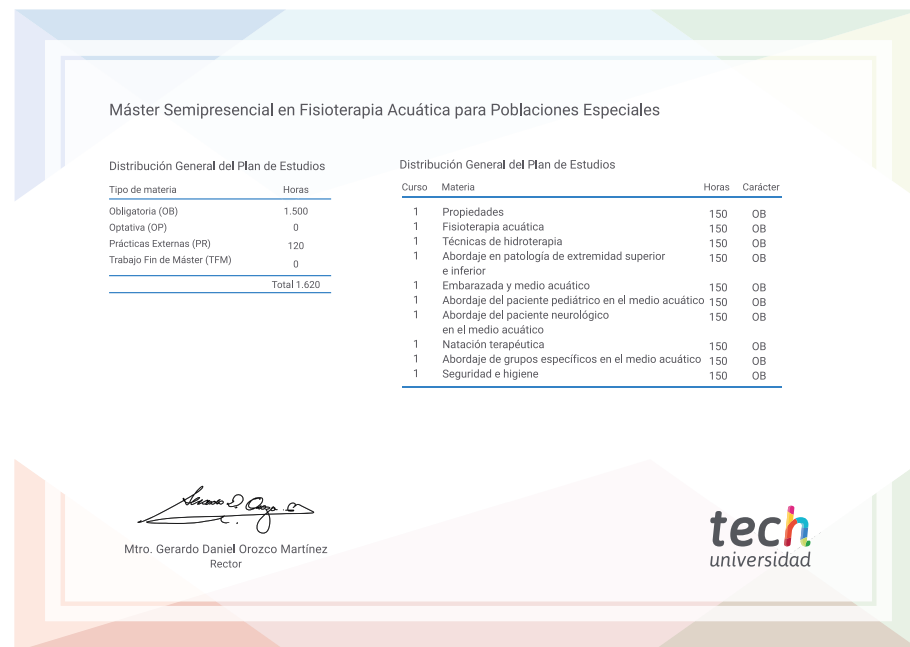 Máster Semipresencial en Fisioterapia Acuática para Poblaciones Especiales
Distribución General del Plan de Estudios
Tipo de materia Horas
Obligatoria (OB) 1.500
Optativa (OP) 0
Prácticas Externas (PR) 120
Trabajo Fin de Máster (TFM) 0
Total 1.620
Distribución General del Plan de Estudios
Curso Materia Horas Carácter
1 Propiedades 150 OB
1 Fisioterapia acuática 150 OB
1 Técnicas de hidroterapia 150 OB
1 Abordaje en patología de extremidad superior 150 OB
e inferior
1 Embarazada y medio acuático 150 OB
1 Abordaje del paciente pediátrico en el medio acuático 150 OB
1 Abordaje del paciente neurológico 150 OB
en el medio acuático
1 Natación terapéutica 150 OB
1 Abordaje de grupos específicos en el medio acuático 150 OB
1 Seguridad e higiene 150 OB
Mtro. Gerardo Daniel Orozco Martínez
Rector
tech
universidad